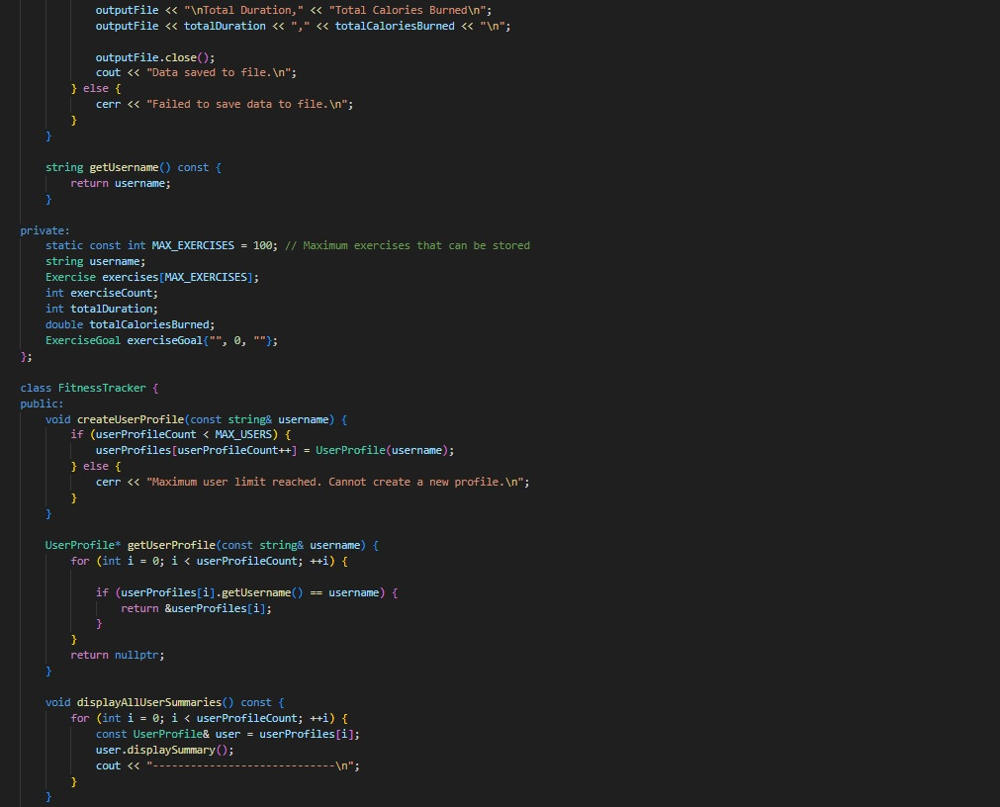 outputFile << "\nTotal Duration," << "Total Calories Burned\n";
outputFile << totalDuration << "," << totalCaloriesBurned << "\n";
outputFile.close();
cout << "Data saved to file.\n";
} else {
cerr << "Failed to save data to file.\n";
}
}
string getUsername() const {
return username;
}
private:
static const int MAX_EXERCISES = 100; // Maximum exercises that can be stored
string username;
Exercise exercises[MAX_EXERCISES];
int exerciseCount;
int totalDuration;
double totalCaloriesBurned;
ExerciseGoal exerciseGoal{"", 0, ""};
};
class FitnessTracker {
public:
void createUserProfile(const string& username) {
if (userProfileCount < MAX_USERS) {
userProfiles[userProfileCount++] = UserProfile(username);
} else {
cerr << "Maximum user limit reached. Cannot create a new profile.\n";
}
}
UserProfile* getUserProfile(const string& username) {
for (int i = 0; i < userProfileCount; ++i) {
if (userProfiles[i].getUsername() == username) {
return &userProfiles[i];
}
}
return nullptr;
}
void displayAllUserSummaries() const {
for (int i = 0; i < userProfileCount; ++i) {
const UserProfile& user = userProfiles[i];
user.displaySummary();
cout << "-----------------------------\n";
}
}